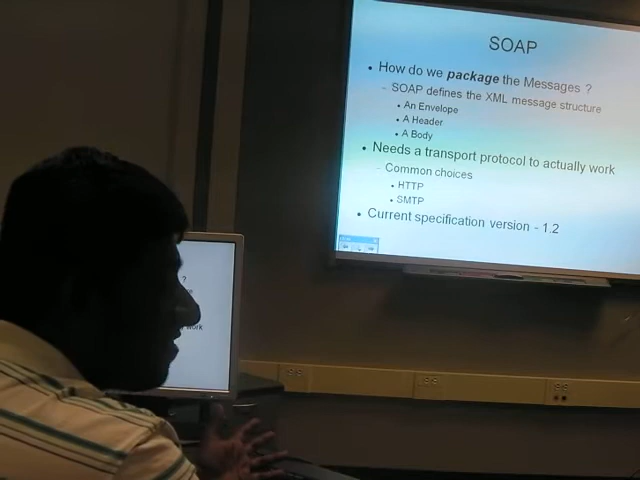 SOAP
• How do we package the Messages ?
- SOAP defines the XML message structure
• An Envelope
• A Header
• A Body
• Needs a transport protocol to actually work
- Common choices
• HTTP
• SMTP
• Current specification version - 1.2
?
work